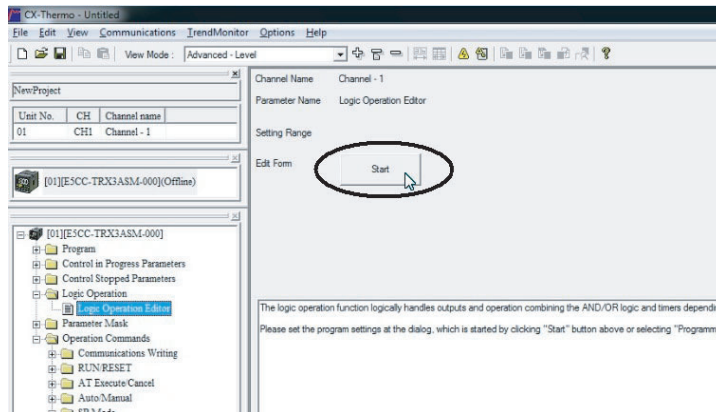 CX-Thermo - Untitled
File Edit View Communications TrendMonitor Options Help
View Mode : Advanced - Level
NewProject
Unit No. CH Channel name
01 CH1 Channel - 1
[01][E5CC-TRX3ASM-000](Offline)
[01][E5CC-TRX3ASM-000]
Program
Control in Progress Parameters
Control Stopped Parameters
Logic Operation
Logic Operation Editor
Parameter Mask
Operation Commands
Communications Writing
RUN/RESET
AT Execute/Cancel
Auto/Manual
SP Mode
Channel Name Channel - 1
Parameter Name Logic Operation Editor
Setting Range
Edit Form Start
The logic operation function logically handles outputs and operation combining the AND/OR logic and timers dependi
Please set the program settings at the dialog, which is started by clicking "Start" button above or selecting "Programm